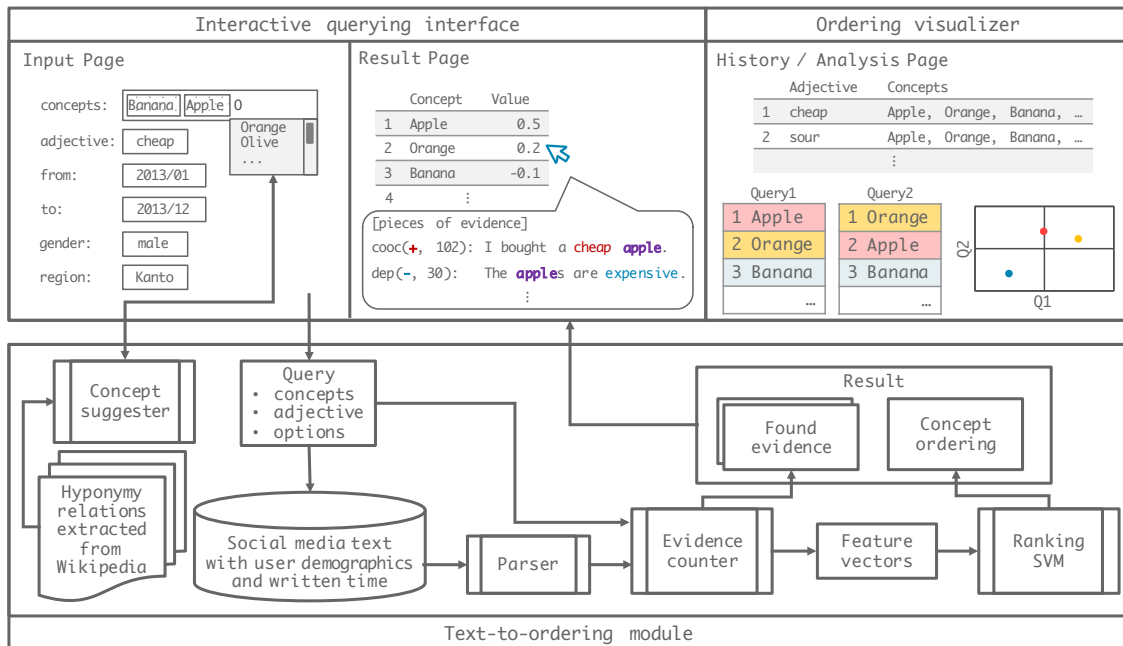 Interactive querying interface
Ordering visualizer
Input Page
concepts: Banana Apple O
Orange
Olive
...
adjective: cheap
from: 2013/01
to: 2013/12
gender: male
region: Kanto
Result Page
Concept Value
1 Apple 0.5
2 Orange 0.2
3 Banana -0.1
4 ⋮
[pieces of evidence]
cooc(+, 102): I bought a cheap apple.
dep(-, 30): The apples are expensive.
⋮
History / Analysis Page
Adjective Concepts
1 cheap Apple, Orange, Banana, …
2 sour Apple, Orange, Banana, …
⋮
Query1
1 Apple
2 Orange
3 Banana
…
Query2
1 Orange
2 Apple
3 Banana
…
Q2
Q1
Concept
suggester
Hyponymy
relations
extracted
from
Wikipedia
Query
• concepts
• adjective
• options
Social media text
with user demographics
and written time
Parser
Evidence
counter
Feature
vectors
Ranking
SVM
Result
Found
evidence
Concept
ordering
Text-to-ordering module